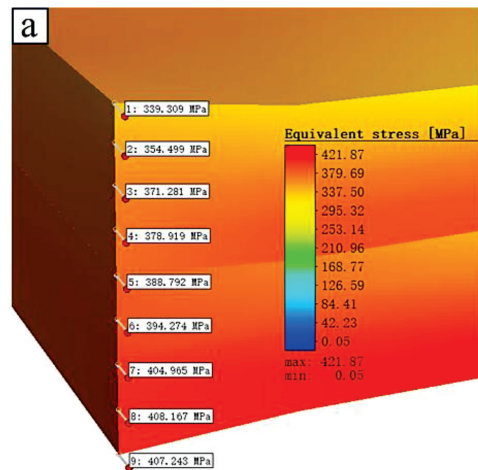 a
1: 339.309 MPa
2: 354.499 MPa
3: 371.281 MPa
4: 378.919 MPa
5: 388.792 MPa
6: 394.274 MPa
7: 404.965 MPa
8: 408.167 MPa
9: 407.243 MPa
Equivalent stress [MPa]
421.87
379.69
337.50
295.32
253.14
210.96
168.77
126.59
84.41
42.23
0.05
max: 421.87
min: 0.05